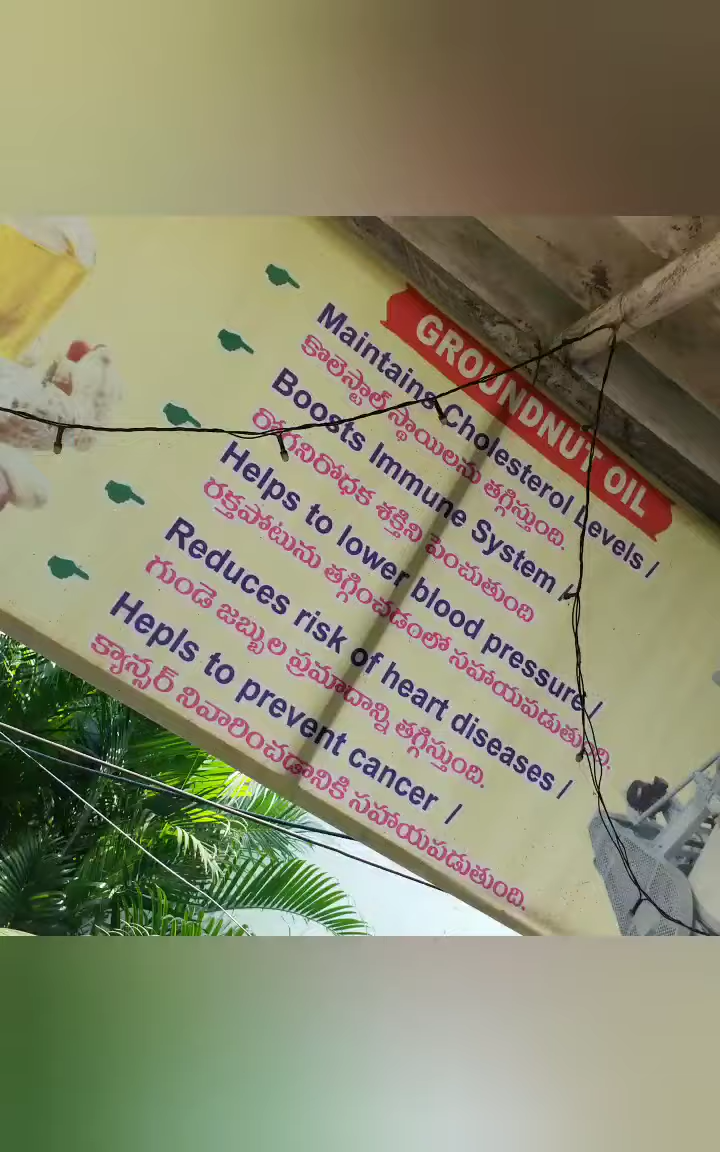 GROUNDNUT OIL
Maintains Cholesterol Levels /
కొలెస్టాల్ స్థాయిలను తగ్గిస్తుంది.
Boosts Immune System /
రోగనిరోధక శక్తిని పెంచుతుంది
Helps to lower blood pressure /
రక్తపోటును తగ్గించడంలో సహాయపడుతుంది.
Reduces risk of heart diseases /
గుండె జబ్బుల ప్రమాదాన్ని తగ్గిస్తుంది.
Hepls to prevent cancer /
క్యాన్సర్ నివారించడానికి సహాయపడుతుంది.